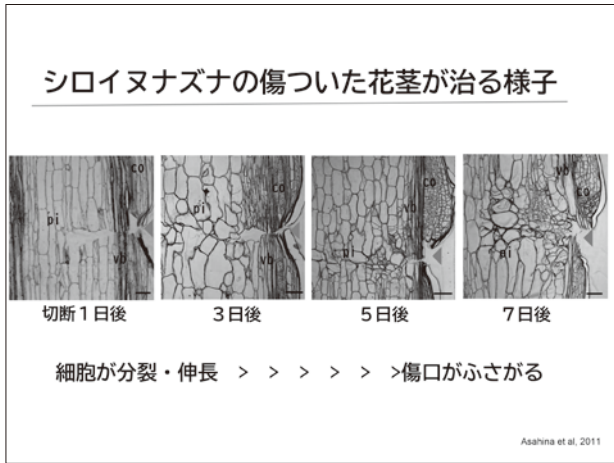 シロイヌナズナの傷ついた花茎が治る様子
co
pi
vb
co
pi
vb
vb
co
pi
vb
co
pi
切断1日後
3日後
5日後
7日後
細胞が分裂・伸長 > > > > > >傷口がふさがる
Asahina et al, 2011